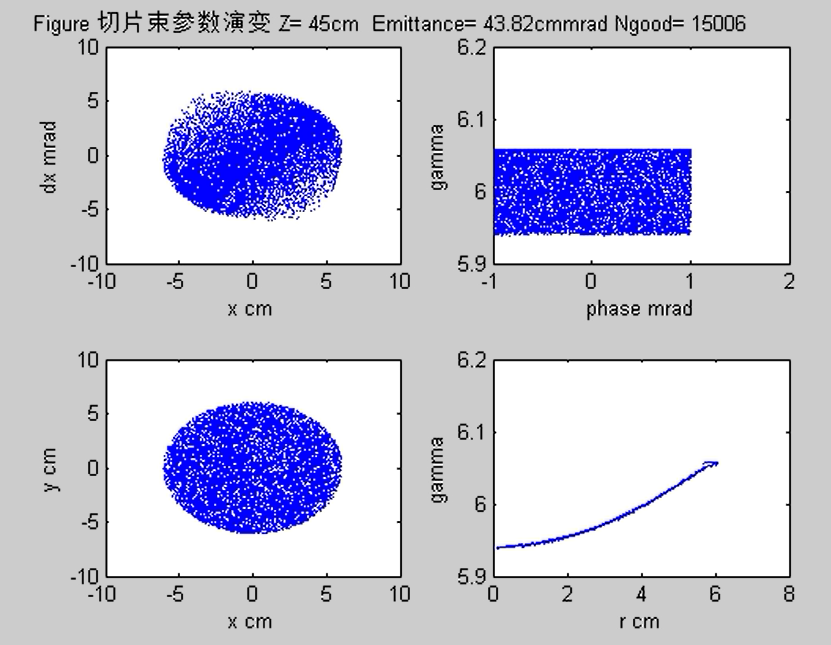 Figure 切片束参数演变 Z= 45cm Emittance= 43.82cmmrad Ngood= 15006
10
5
0
-5
-10
dx mrad
-10 -5 0 5 10
x cm
6.2
6.1
6
5.9
gamma
-1 0 1 2
phase mrad
10
5
0
-5
-10
y cm
-10 -5 0 5 10
x cm
6.2
6.1
6
5.9
gamma
0 2 4 6 8
r cm